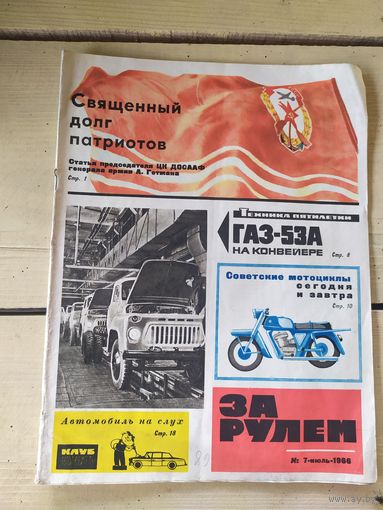 Священный
долг
патриотов
Статья председателя ЦК ДОСААФ
генерала армии А. Гетмана
Стр. 1
Техника пятилетки
ГАЗ-53А
НА КОНВЕЙЕРЕ Стр. 8
Советские мотоциклы
сегодня
и завтра
Стр. 10
Автомобиль на слух
Стр. 18
КЛУБ
ЗА
РУЛЕМ
№ 7-июль-1966